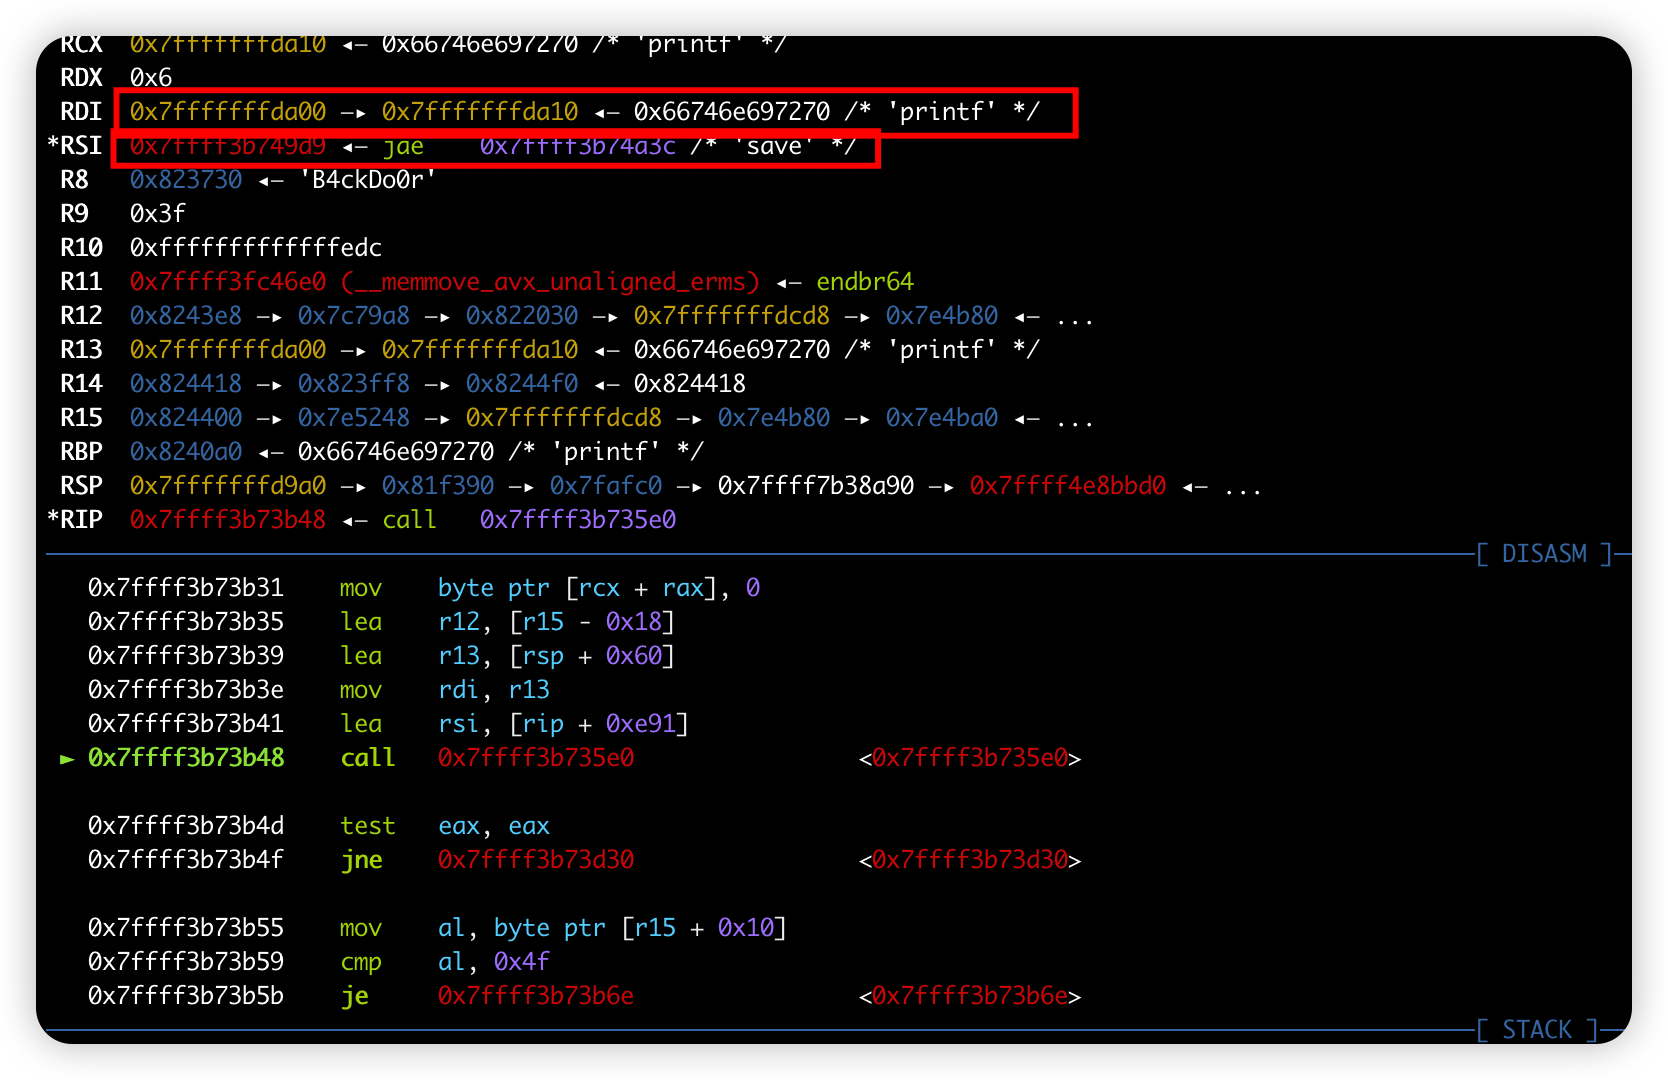 RCX 0x7fffffffda10 ◂— 0x66746e697270 /* 'printf' */
RDX 0x6
RDI 0x7fffffffda00 —▸ 0x7fffffffda10 ◂— 0x66746e697270 /* 'printf' */
*RSI 0x7ffff3b749d9 ◂— jae 0x7ffff3b74a3c /* 'save' */
R8 0x823730 ◂— 'B4ckDo0r'
R9 0x3f
R10 0xfffffffffffffedc
R11 0x7ffff3fc46e0 (__memmove_avx_unaligned_erms) ◂— endbr64
R12 0x8243e8 —▸ 0x7c79a8 —▸ 0x822030 —▸ 0x7fffffffdcd8 —▸ 0x7e4b80 ◂— ...
R13 0x7fffffffda00 —▸ 0x7fffffffda10 ◂— 0x66746e697270 /* 'printf' */
R14 0x824418 —▸ 0x823ff8 —▸ 0x8244f0 ◂— 0x824418
R15 0x824400 —▸ 0x7e5248 —▸ 0x7fffffffdcd8 —▸ 0x7e4b80 —▸ 0x7e4ba0 ◂— ...
RBP 0x8240a0 ◂— 0x66746e697270 /* 'printf' */
RSP 0x7fffffffd9a0 —▸ 0x81f390 —▸ 0x7fafc0 —▸ 0x7ffff7b38a90 —▸ 0x7ffff4e8bbd0 ◂— ...
*RIP 0x7ffff3b73b48 ◂— call 0x7ffff3b735e0
[ DISASM ]
0x7ffff3b73b31 mov byte ptr [rcx + rax], 0
0x7ffff3b73b35 lea r12, [r15 - 0x18]
0x7ffff3b73b39 lea r13, [rsp + 0x60]
0x7ffff3b73b3e mov rdi, r13
0x7ffff3b73b41 lea rsi, [rip + 0xe91]
► 0x7ffff3b73b48 call 0x7ffff3b735e0 <0x7ffff3b735e0>
0x7ffff3b73b4d test eax, eax
0x7ffff3b73b4f jne 0x7ffff3b73d30 <0x7ffff3b73d30>
0x7ffff3b73b55 mov al, byte ptr [r15 + 0x10]
0x7ffff3b73b59 cmp al, 0x4f
0x7ffff3b73b5b je 0x7ffff3b73b6e <0x7ffff3b73b6e>
[ STACK ]